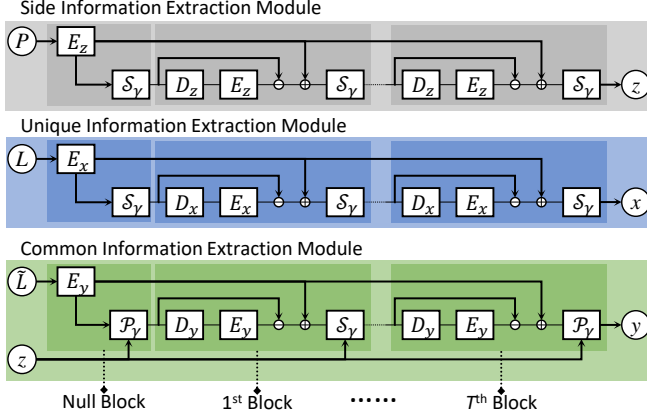 Side Information Extraction Module
P E_z
S_γ D_z E_z ⊖ ⊕ S_γ D_z E_z ⊖ ⊕ S_γ z
Unique Information Extraction Module
L E_x
S_γ D_x E_x ⊖ ⊕ S_γ D_x E_x ⊖ ⊕ S_γ x
Common Information Extraction Module
L̃ E_y
P_γ D_y E_y ⊖ ⊕ S_γ D_y E_y ⊖ ⊕ P_γ y
z
Null Block 1st Block ...... Tth Block